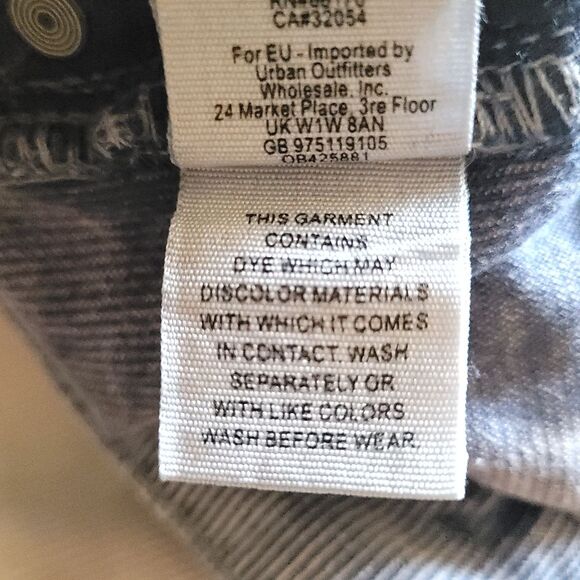 CA#32054
For EU - Imported by
Urban Outfitters
Wholesale, Inc.
24 Market Place, 3re Floor
UK W1W 8AN
GB 975119105
OB425881
THIS GARMENT
CONTAINS
DYE WHICH MAY
DISCOLOR MATERIALS
WITH WHICH IT COMES
IN CONTACT. WASH
SEPARATELY OR
WITH LIKE COLORS
WASH BEFORE WEAR.